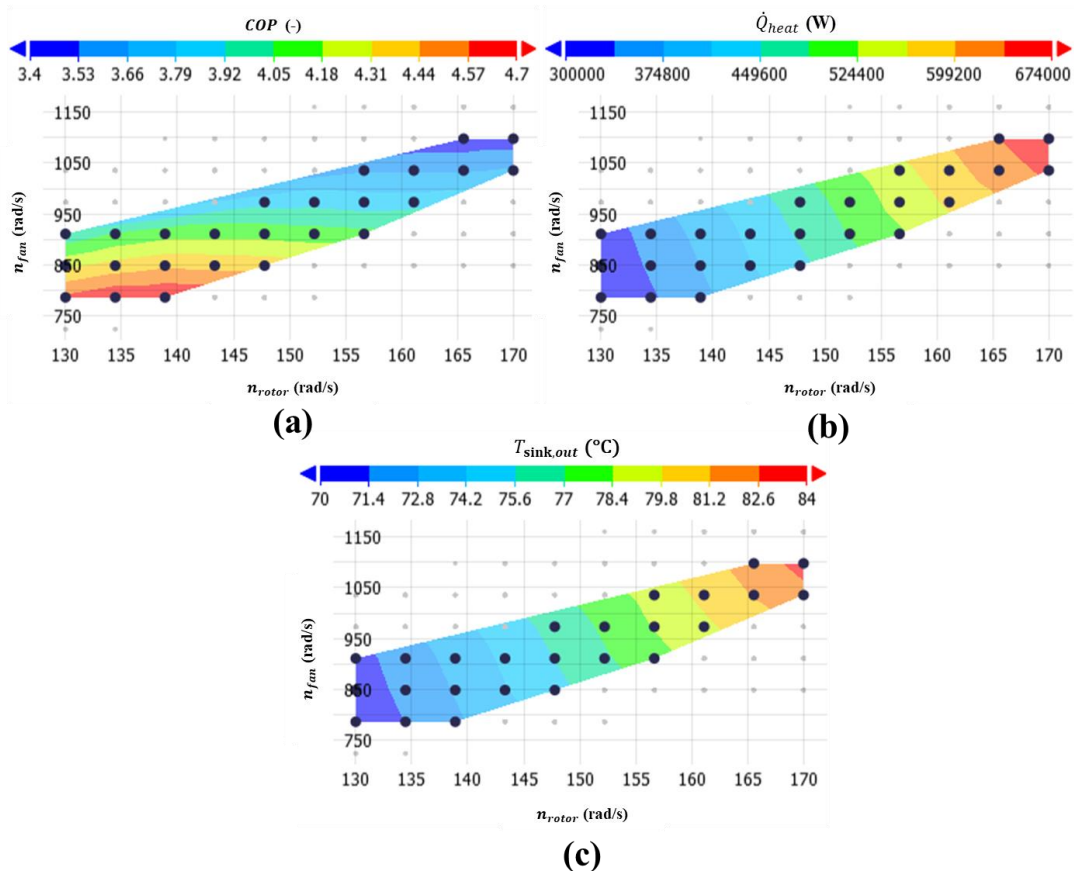 COP (-)
3.4 3.53 3.66 3.79 3.92 4.05 4.18 4.31 4.44 4.57 4.7
1150
1050
950
850
750
n_fan (rad/s)
130 135 140 145 150 155 161 165 170
n_rotor (rad/s)
(a)
Q̇_heat (W)
300000 374800 449600 524400 599200 674000
1150
1050
950
850
750
n_fan (rad/s)
130 135 140 145 150 155 161 165 170
n_rotor (rad/s)
(b)
T_sink,out (°C)
70 71.4 72.8 74.2 75.6 77 78.4 79.8 81.2 82.6 84
1150
1050
950
850
750
n_fan (rad/s)
130 135 140 145 150 155 160 165 170
n_rotor (rad/s)
(c)